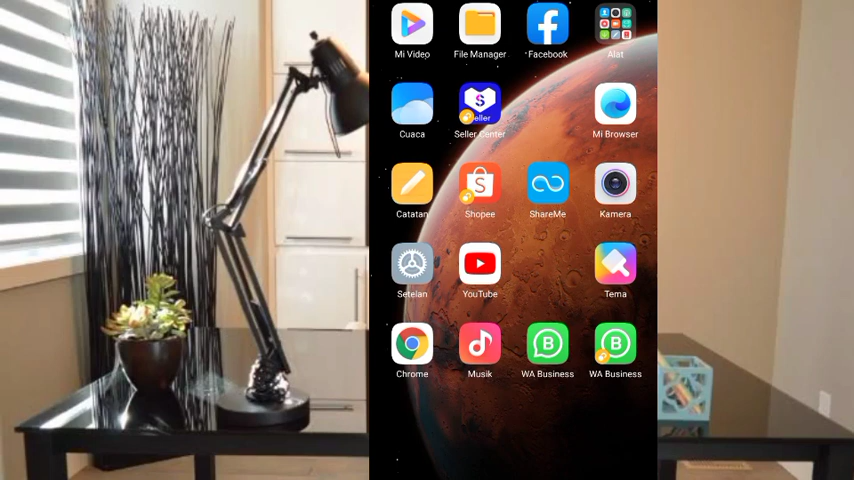 Mi Video File Manager Facebook Alat
Cuaca Seller Center Mi Browser
Catatan Shopee ShareMe Kamera
Setelan YouTube Tema
Chrome Musik WA Business WA Business